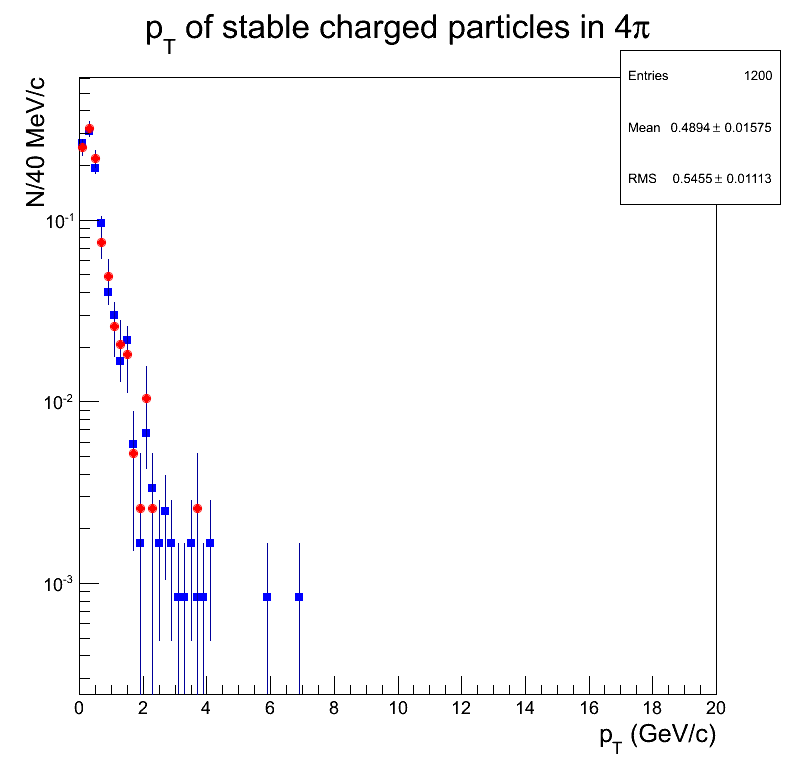 p_T of stable charged particles in 4π
Entries 1200
Mean 0.4894 ± 0.01575
RMS 0.5455 ± 0.01113
N/40 MeV/c
10^-1
10^-2
10^-3
0 2 4 6 8 10 12 14 16 18 20
p_T (GeV/c)